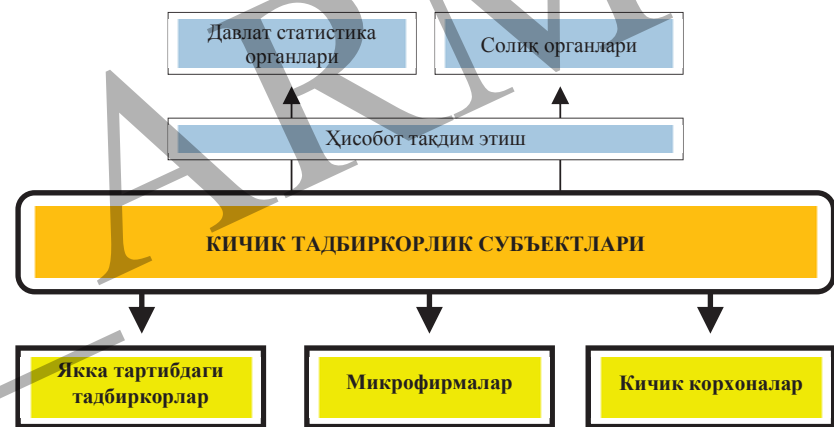 Давлат статистика
органлари
Солиқ органлари
Ҳисобот тақдим этиш
КИЧИК ТАДБИРКОРЛИК СУБЪЕКТЛАРИ
Якка тартибдаги
тадбиркорлар
Микрофирмалар
Кичик корхоналар